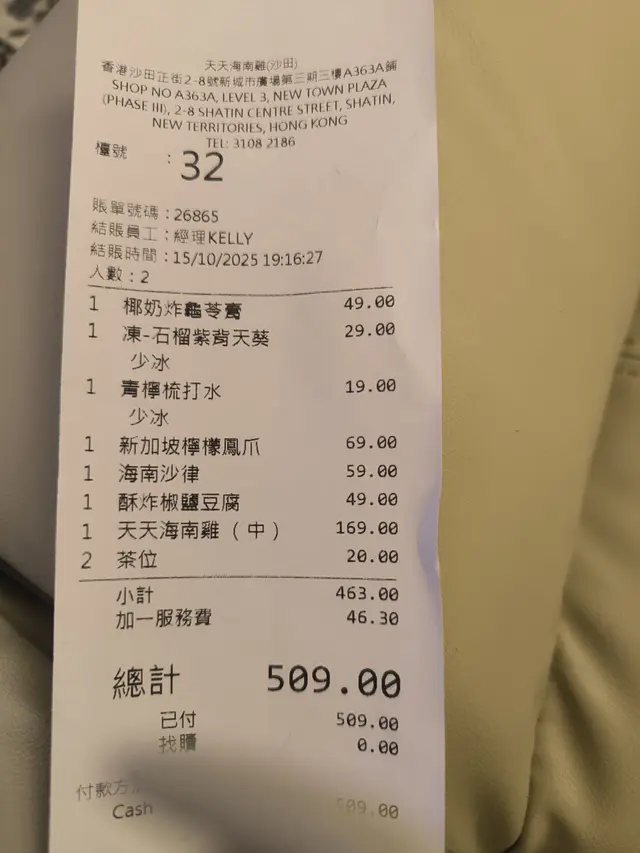 天天海南雞(沙田)
香港沙田正街2-8號新城市廣場第三期三樓A363A鋪
SHOP NO A363A, LEVEL 3, NEW TOWN PLAZA
(PHASE III), 2-8 SHATIN CENTRE STREET, SHATIN,
NEW TERRITORIES, HONG KONG
TEL: 3108 2186
檯號 : 32
賬單號碼 : 26865
結賬員工 : 經理KELLY
結賬時間 : 15/10/2025 19:16:27
人數 : 2
1 椰奶炸龜苓膏 49.00
1 凍-石榴紫背天葵 29.00
少冰
1 青檸梳打水 19.00
少冰
1 新加坡檸檬鳳爪 69.00
1 海南沙律 59.00
1 酥炸椒鹽豆腐 49.00
1 天天海南雞 ( 中 ) 169.00
2 茶位 20.00
小計 463.00
加一服務費 46.30
總計 509.00
已付 509.00
找贖 0.00
付款方
Cash 509.00